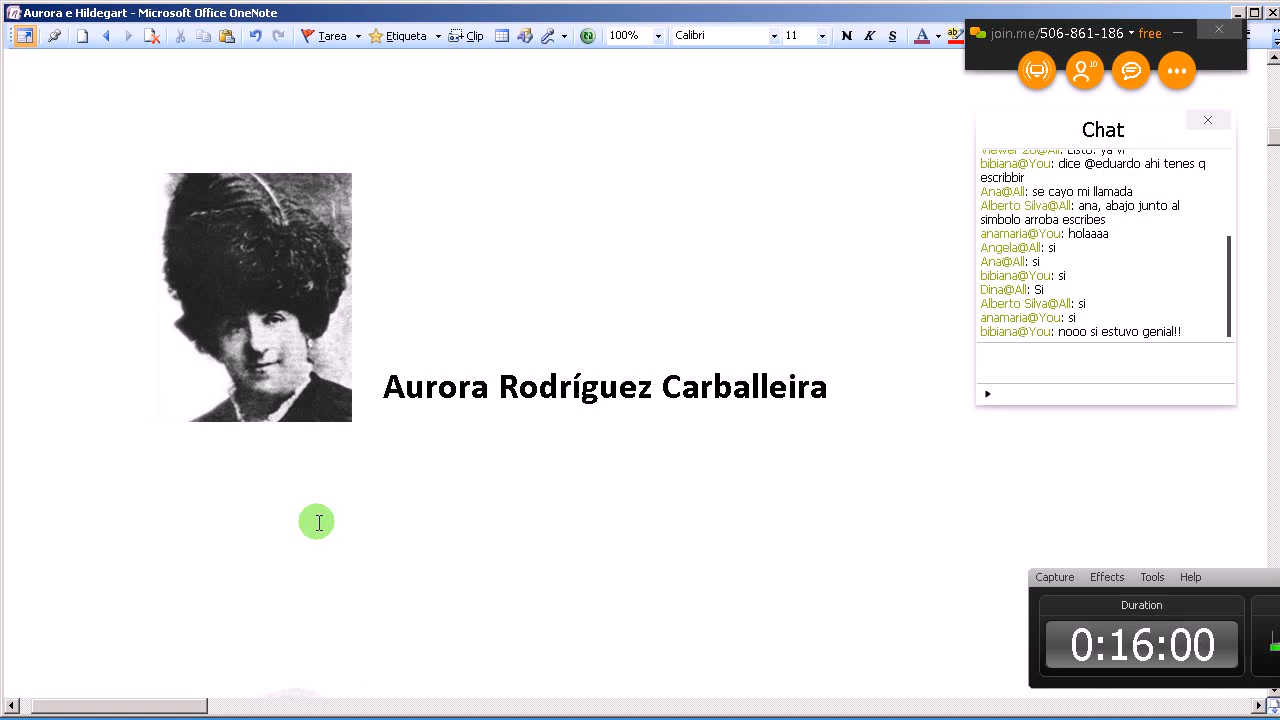 Aurora e Hildegart - Microsoft Office OneNote
Tarea Etiqueta Clip 100% Calibri 11 N K S A ab
join.me/506-861-186 free
10
Chat
bibiana@You: dice @eduardo ahi tenes q
escribbir
Ana@All: se cayo mi llamada
Alberto Silva@All: ana, abajo junto al
simbolo arroba escribes
anamaria@You: holaaaa
Angela@All: si
Ana@All: si
bibiana@You: si
Dina@All: Si
Alberto Silva@All: si
anamaria@You: si
bibiana@You: nooo si estuvo genial!!
Aurora Rodríguez Carballeira
Capture Effects Tools Help
Duration
0:16:00